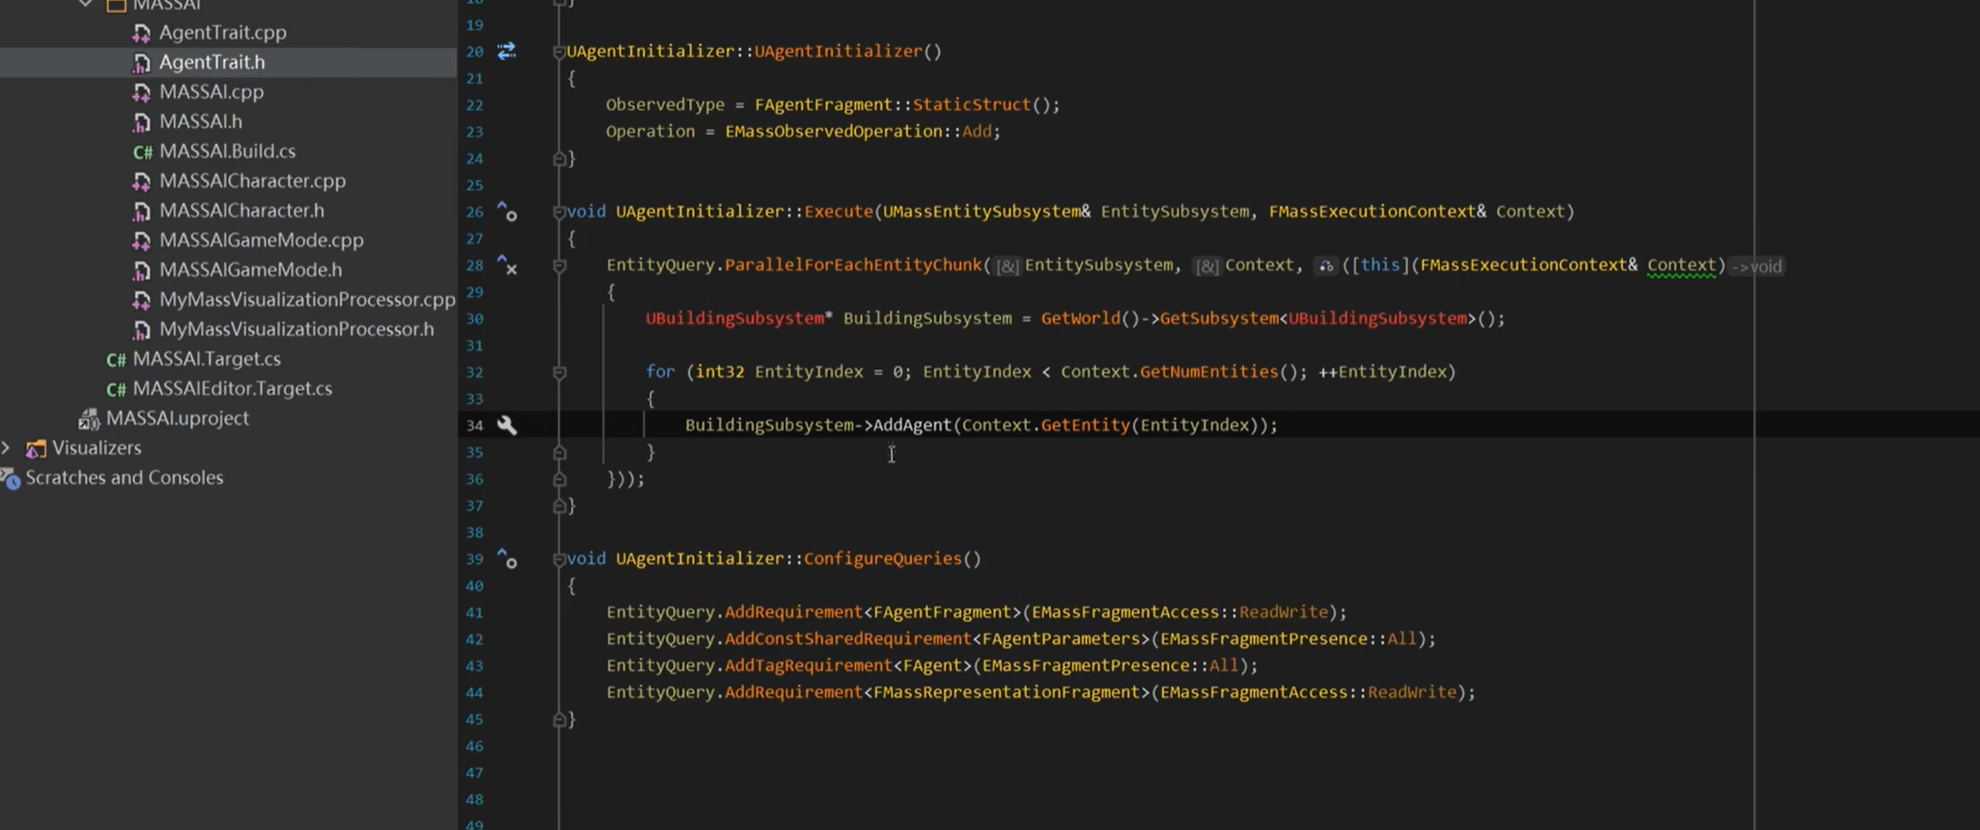 MASSAI
AgentTrait.cpp
AgentTrait.h
MASSAI.cpp
MASSAI.h
C# MASSAI.Build.cs
MASSAICharacter.cpp
MASSAICharacter.h
MASSAIGameMode.cpp
MASSAIGameMode.h
MyMassVisualizationProcessor.cpp
MyMassVisualizationProcessor.h
C# MASSAI.Target.cs
C# MASSAIEditor.Target.cs
MASSAI.uproject
Visualizers
Scratches and Consoles
18 }
19
20 UAgentInitializer::UAgentInitializer()
21 {
22 ObservedType = FAgentFragment::StaticStruct();
23 Operation = EMassObservedOperation::Add;
24 }
25
26 void UAgentInitializer::Execute(UMassEntitySubsystem& EntitySubsystem, FMassExecutionContext& Context)
27 {
28 EntityQuery.ParallelForEachEntityChunk([&]EntitySubsystem, [&]Context, ([this](FMassExecutionContext& Context)->void
29 {
30 UBuildingSubsystem* BuildingSubsystem = GetWorld()->GetSubsystem<UBuildingSubsystem>();
31
32 for (int32 EntityIndex = 0; EntityIndex < Context.GetNumEntities(); ++EntityIndex)
33 {
34 BuildingSubsystem->AddAgent(Context.GetEntity(EntityIndex));
35 }
36 }));
37 }
38
39 void UAgentInitializer::ConfigureQueries()
40 {
41 EntityQuery.AddRequirement<FAgentFragment>(EMassFragmentAccess::ReadWrite);
42 EntityQuery.AddConstSharedRequirement<FAgentParameters>(EMassFragmentPresence::All);
43 EntityQuery.AddTagRequirement<FAgent>(EMassFragmentPresence::All);
44 EntityQuery.AddRequirement<FMassRepresentationFragment>(EMassFragmentAccess::ReadWrite);
45 }
46
47
48
49